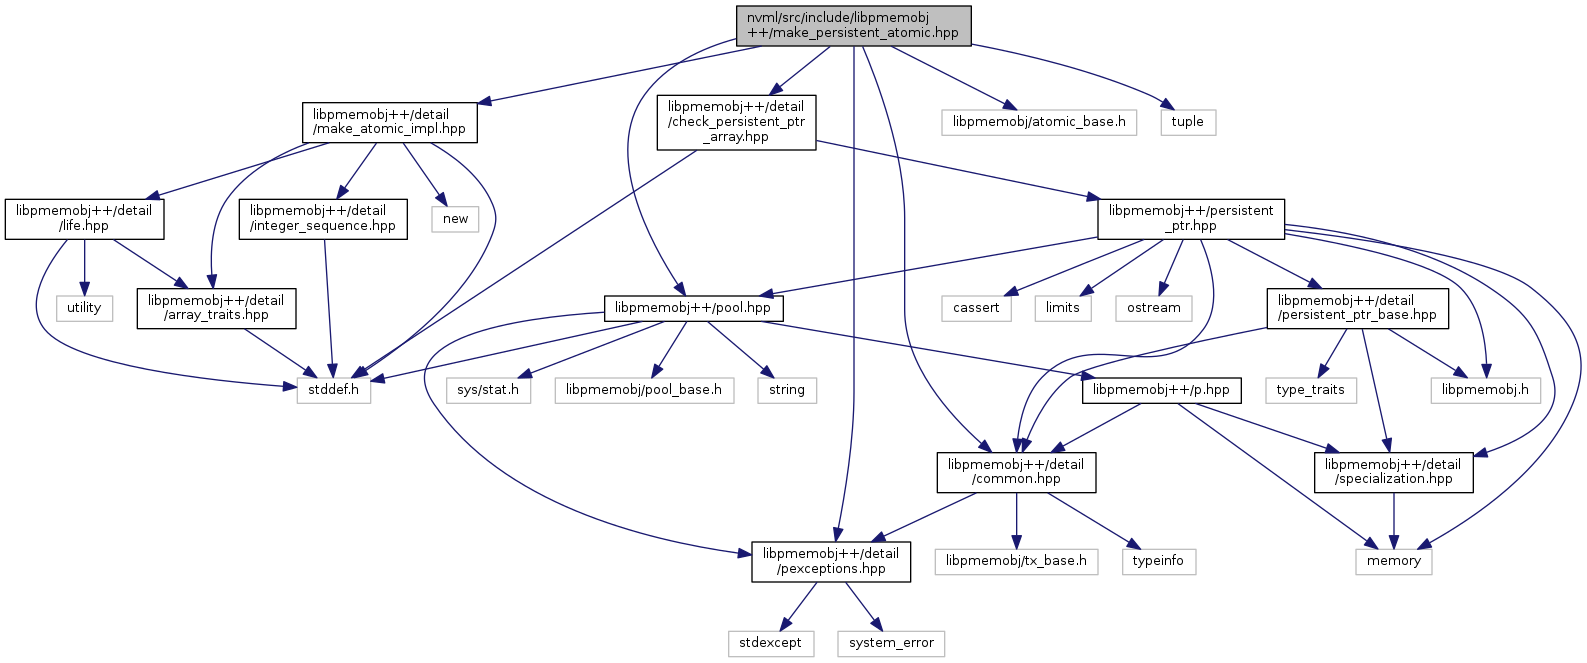 nvml/src/include/libpmemobj
++/make_persistent_atomic.hpp
libpmemobj++/detail
/make_atomic_impl.hpp
libpmemobj++/detail
/check_persistent_ptr
_array.hpp
libpmemobj/atomic_base.h
tuple
libpmemobj++/detail
/life.hpp
libpmemobj++/detail
/integer_sequence.hpp
new
libpmemobj++/persistent
_ptr.hpp
utility
libpmemobj++/detail
/array_traits.hpp
libpmemobj++/pool.hpp
cassert
limits
ostream
libpmemobj++/detail
/persistent_ptr_base.hpp
stddef.h
sys/stat.h
libpmemobj/pool_base.h
string
libpmemobj++/p.hpp
type_traits
libpmemobj.h
libpmemobj++/detail
/common.hpp
libpmemobj++/detail
/specialization.hpp
libpmemobj++/detail
/pexceptions.hpp
libpmemobj/tx_base.h
typeinfo
memory
stdexcept
system_error